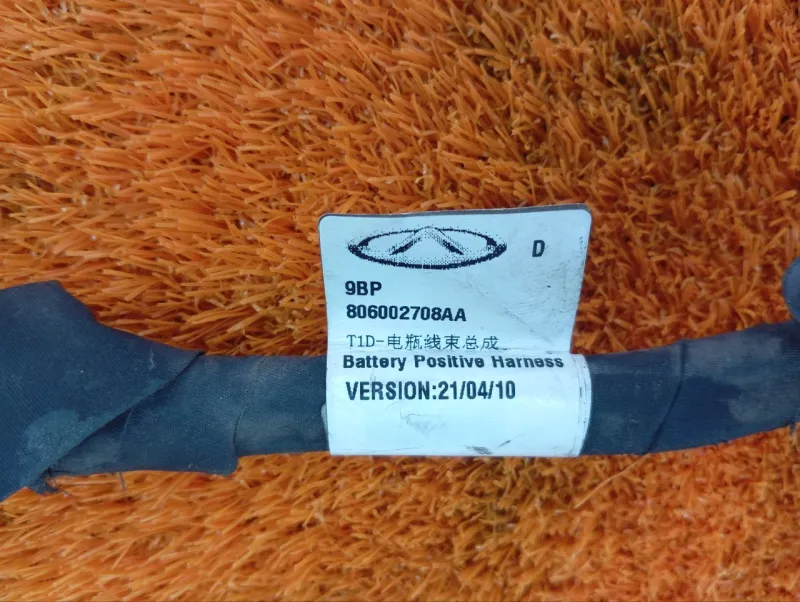 D
9BP
806002708AA
T1D-电瓶线束总成
Battery Positive Harness
VERSION:21/04/10